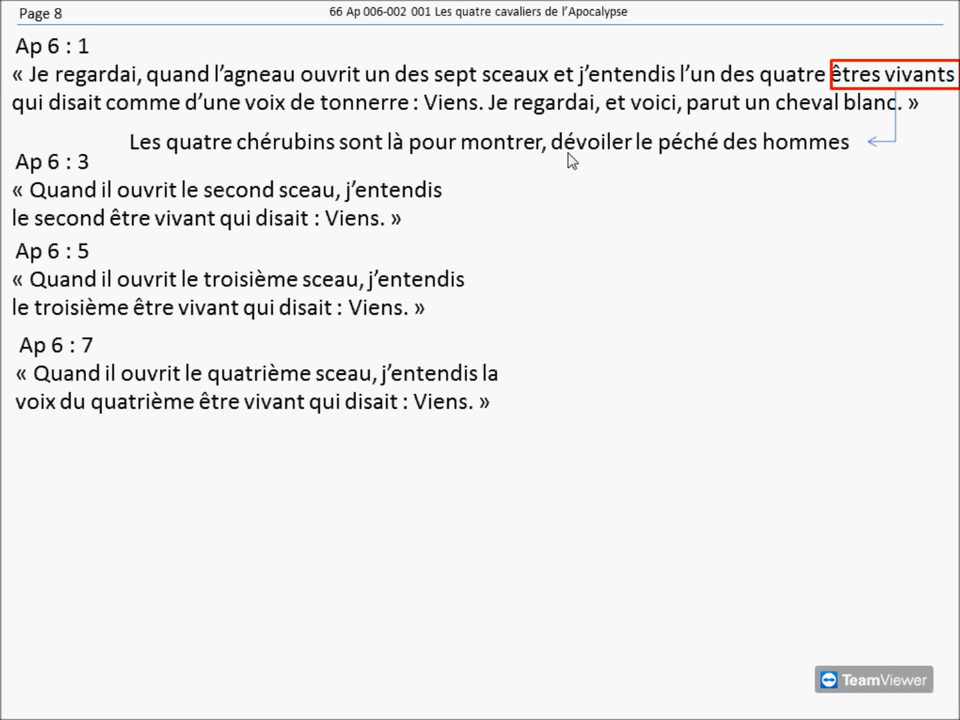 Page 8
66 Ap 006-002 001 Les quatre cavaliers de l’Apocalypse
Ap 6 : 1
« Je regardai, quand l’agneau ouvrit un des sept sceaux et j’entendis l’un des quatre êtres vivants
qui disait comme d’une voix de tonnerre : Viens. Je regardai, et voici, parut un cheval blanc. »
Les quatre chérubins sont là pour montrer, dévoiler le péché des hommes
Ap 6 : 3
« Quand il ouvrit le second sceau, j’entendis
le second être vivant qui disait : Viens. »
Ap 6 : 5
« Quand il ouvrit le troisième sceau, j’entendis
le troisième être vivant qui disait : Viens. »
Ap 6 : 7
« Quand il ouvrit le quatrième sceau, j’entendis la
voix du quatrième être vivant qui disait : Viens. »
TeamViewer